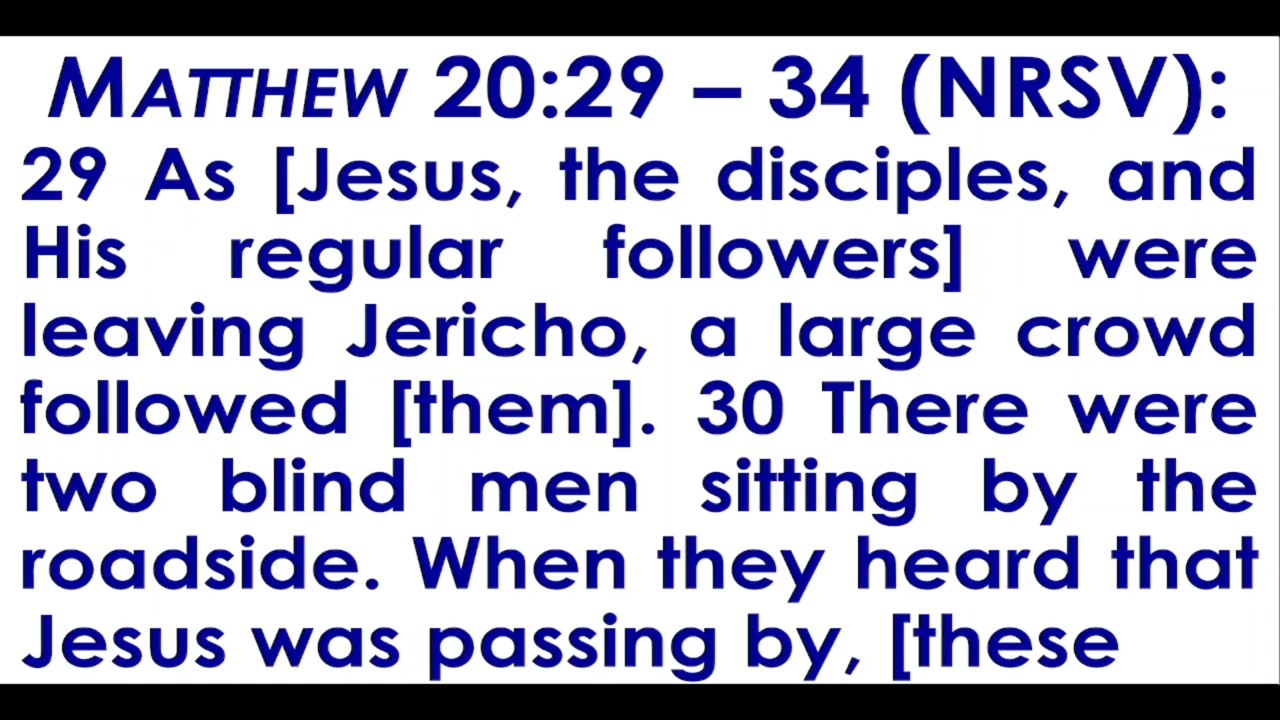 MATTHEW 20:29 – 34 (NRSV):
29 As [Jesus, the disciples, and
His regular followers] were
leaving Jericho, a large crowd
followed [them]. 30 There were
two blind men sitting by the
roadside. When they heard that
Jesus was passing by, [these